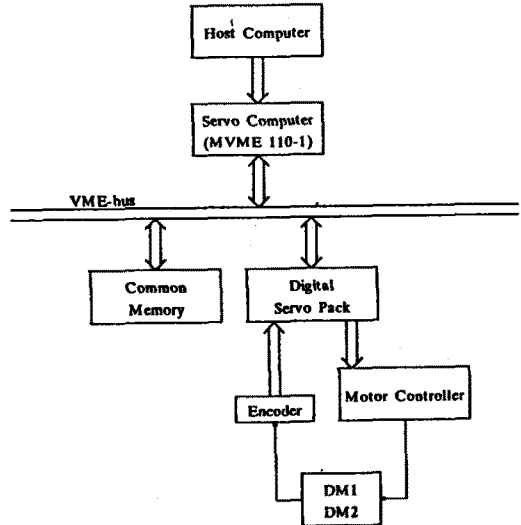 Host Computer
Servo Computer
(MVME 110-1)
VME-bus
Common
Memory
Digital
Servo Pack
Encoder
Motor Controller
DM1
DM2